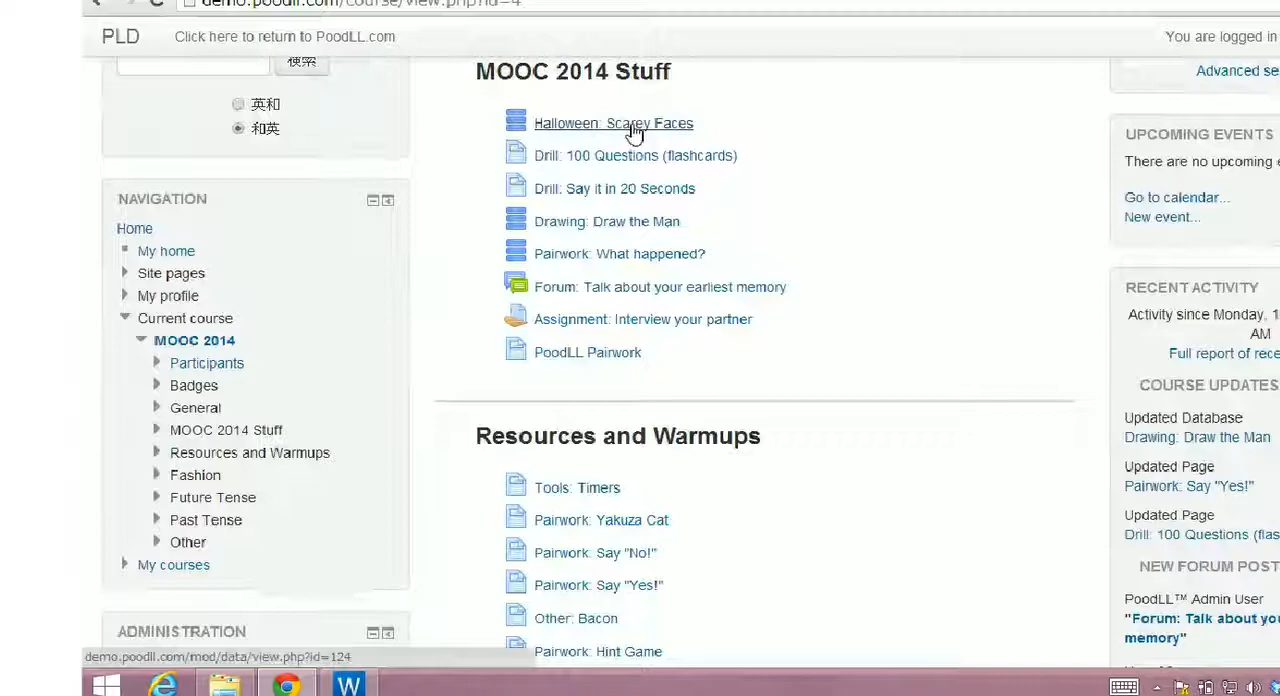 demo.poodll.com/course/view.php?id=4
PLD
Click here to return to PoodLL.com
You are logged in
検索
英和
和英
NAVIGATION
Home
My home
Site pages
My profile
Current course
MOOC 2014
Participants
Badges
General
MOOC 2014 Stuff
Resources and Warmups
Fashion
Future Tense
Past Tense
Other
My courses
ADMINISTRATION
demo.poodll.com/mod/data/view.php?id=124
MOOC 2014 Stuff
Halloween: Scarey Faces
Drill: 100 Questions (flashcards)
Drill: Say it in 20 Seconds
Drawing: Draw the Man
Pairwork: What happened?
Forum: Talk about your earliest memory
Assignment: Interview your partner
PoodLL Pairwork
Resources and Warmups
Tools: Timers
Pairwork: Yakuza Cat
Pairwork: Say "No!"
Pairwork: Say "Yes!"
Other: Bacon
Pairwork: Hint Game
Advanced se
UPCOMING EVENTS
There are no upcoming e
Go to calendar...
New event...
RECENT ACTIVITY
Activity since Monday, 1
AM
Full report of rece
COURSE UPDATES
Updated Database
Drawing: Draw the Man
Updated Page
Pairwork: Say "Yes!"
Updated Page
Drill: 100 Questions (flas
NEW FORUM POST
PoodLL™ Admin User
"Forum: Talk about you
memory"